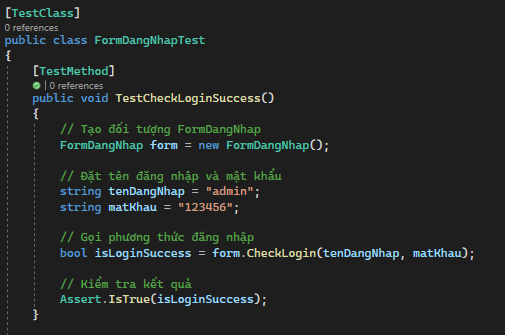 [TestClass]
0 references
public class FormDangNhapTest
{
[TestMethod]
| 0 references
public void TestCheckLoginSuccess()
{
// Tạo đối tượng FormDangNhap
FormDangNhap form = new FormDangNhap();
// Đặt tên đăng nhập và mật khẩu
string tenDangNhap = "admin";
string matKhau = "123456";
// Gọi phương thức đăng nhập
bool isLoginSuccess = form.CheckLogin(tenDangNhap, matKhau);
// Kiểm tra kết quả
Assert.IsTrue(isLoginSuccess);
}